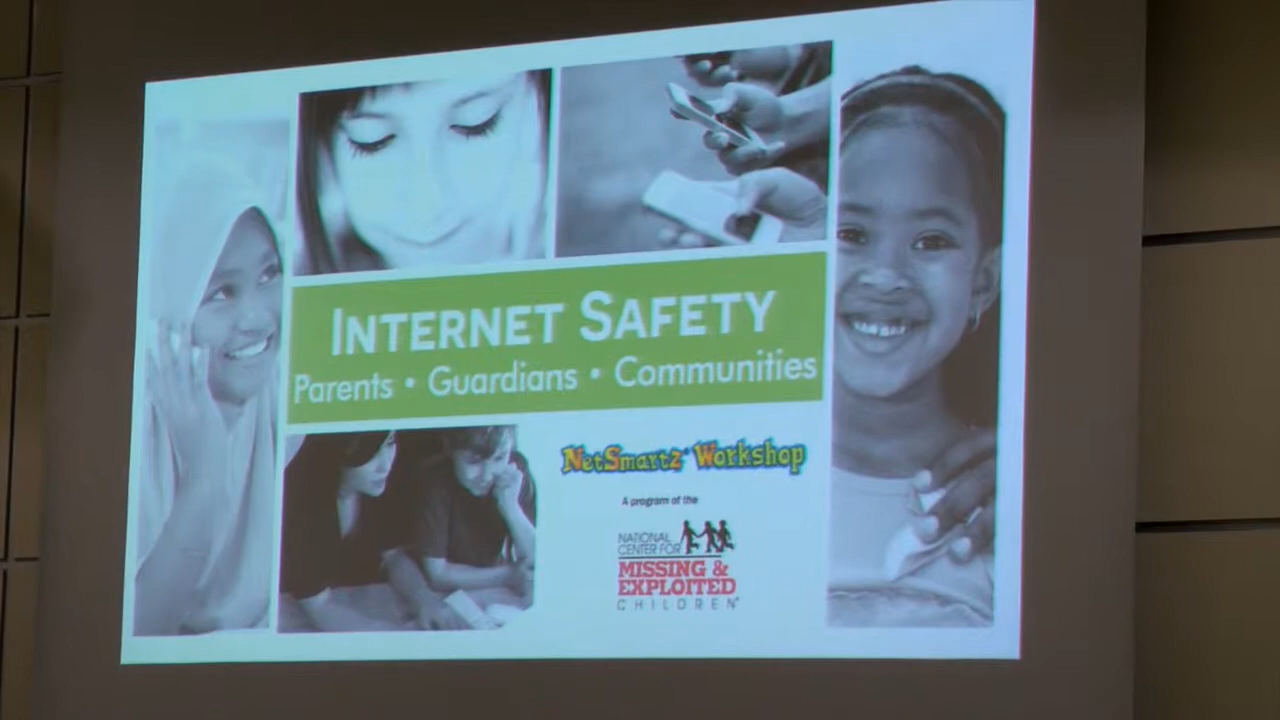 INTERNET SAFETY
Parents • Guardians • Communities
NetSmartz® Workshop
A program of the
NATIONAL
CENTER FOR
MISSING &
EXPLOITED
CHILDREN®